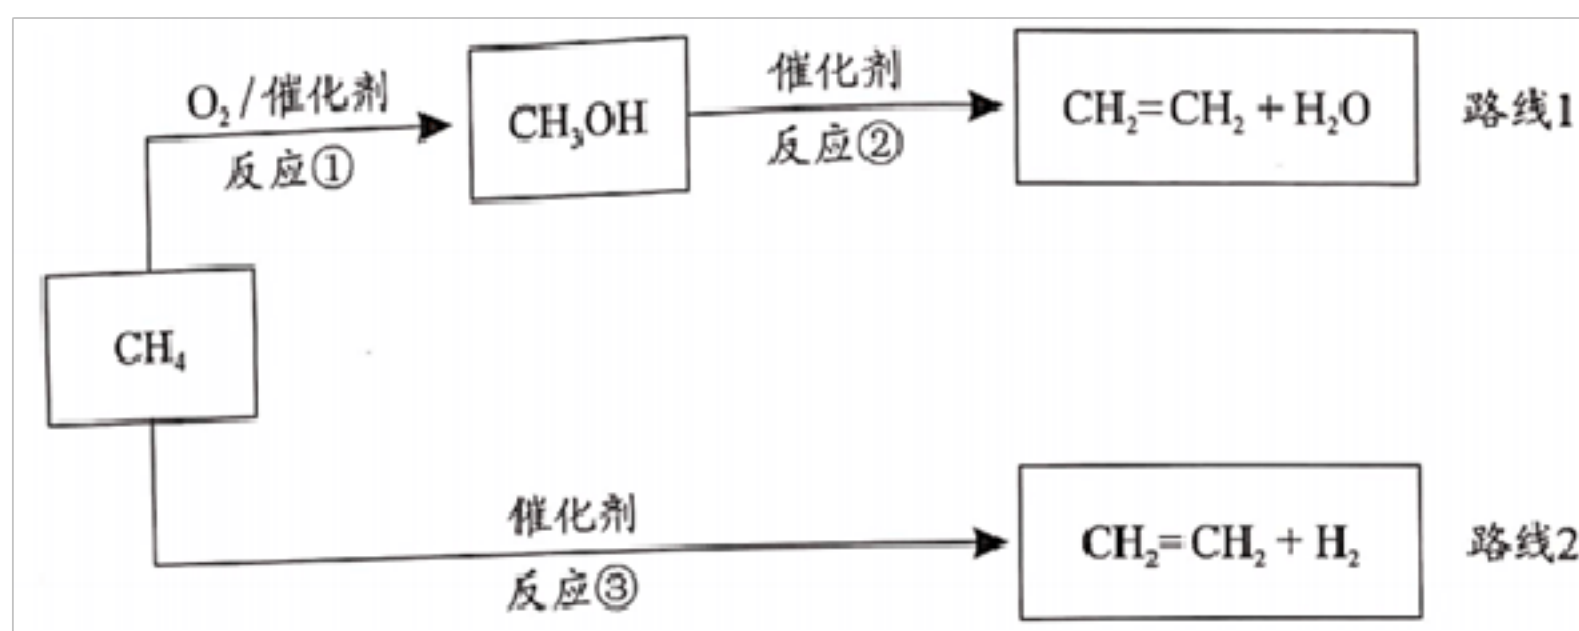 O₂/催化剂
反应①
CH₃OH
催化剂
反应②
CH₂=CH₂ + H₂O
路线1
CH₄
催化剂
反应③
CH₂=CH₂ + H₂
路线2